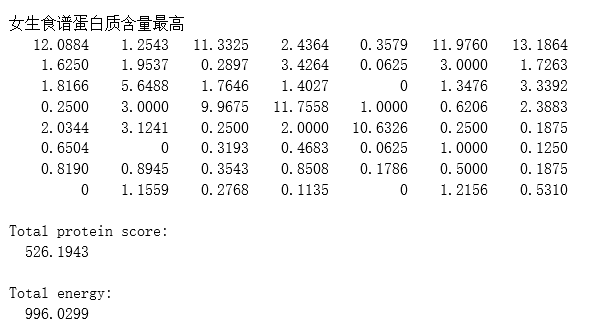 女生食谱蛋白质含量最高
12.0884 1.2543 11.3325 2.4364 0.3579 11.9760 13.1864
1.6250 1.9537 0.2897 3.4264 0.0625 3.0000 1.7263
1.8166 5.6488 1.7646 1.4027 0 1.3476 3.3392
0.2500 3.0000 9.9675 11.7558 1.0000 0.6206 2.3883
2.0344 3.1241 0.2500 2.0000 10.6326 0.2500 0.1875
0.6504 0 0.3193 0.4683 0.0625 1.0000 0.1250
0.8190 0.8945 0.3543 0.8508 0.1786 0.5000 0.1875
0 1.1559 0.2768 0.1135 0 1.2156 0.5310
Total protein score:
526.1943
Total energy:
996.0299